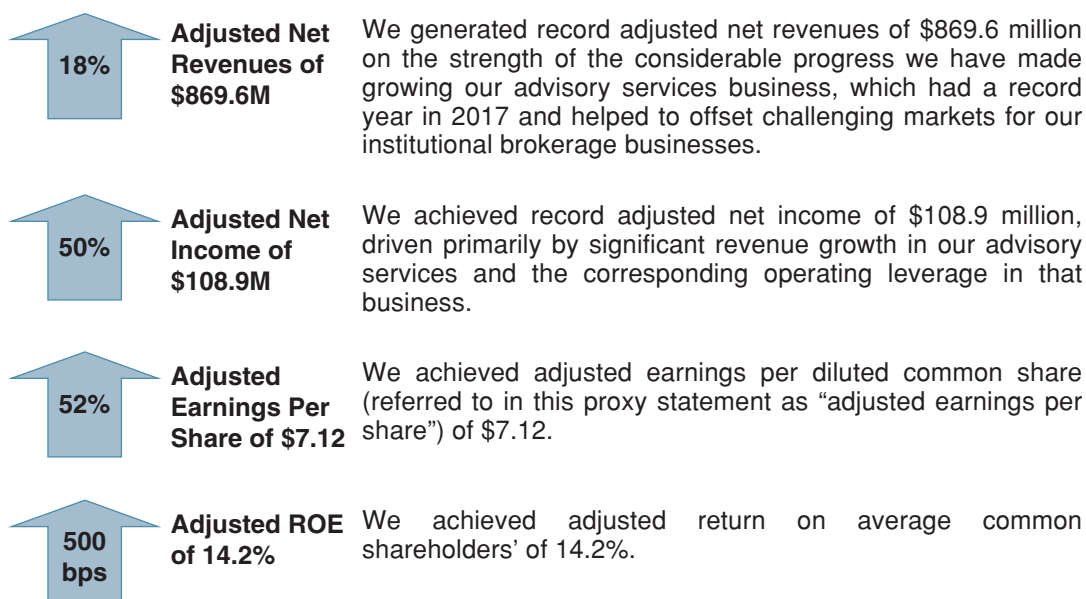 18%
Adjusted Net
Revenues of
$869.6M
We generated record adjusted net revenues of $869.6 million
on the strength of the considerable progress we have made
growing our advisory services business, which had a record
year in 2017 and helped to offset challenging markets for our
institutional brokerage businesses.
50%
Adjusted Net
Income of
$108.9M
We achieved record adjusted net income of $108.9 million,
driven primarily by significant revenue growth in our advisory
services and the corresponding operating leverage in that
business.
52%
Adjusted
Earnings Per
Share of $7.12
We achieved adjusted earnings per diluted common share
(referred to in this proxy statement as “adjusted earnings per
share”) of $7.12.
500
bps
Adjusted ROE
of 14.2%
We achieved adjusted return on average common
shareholders’ of 14.2%.